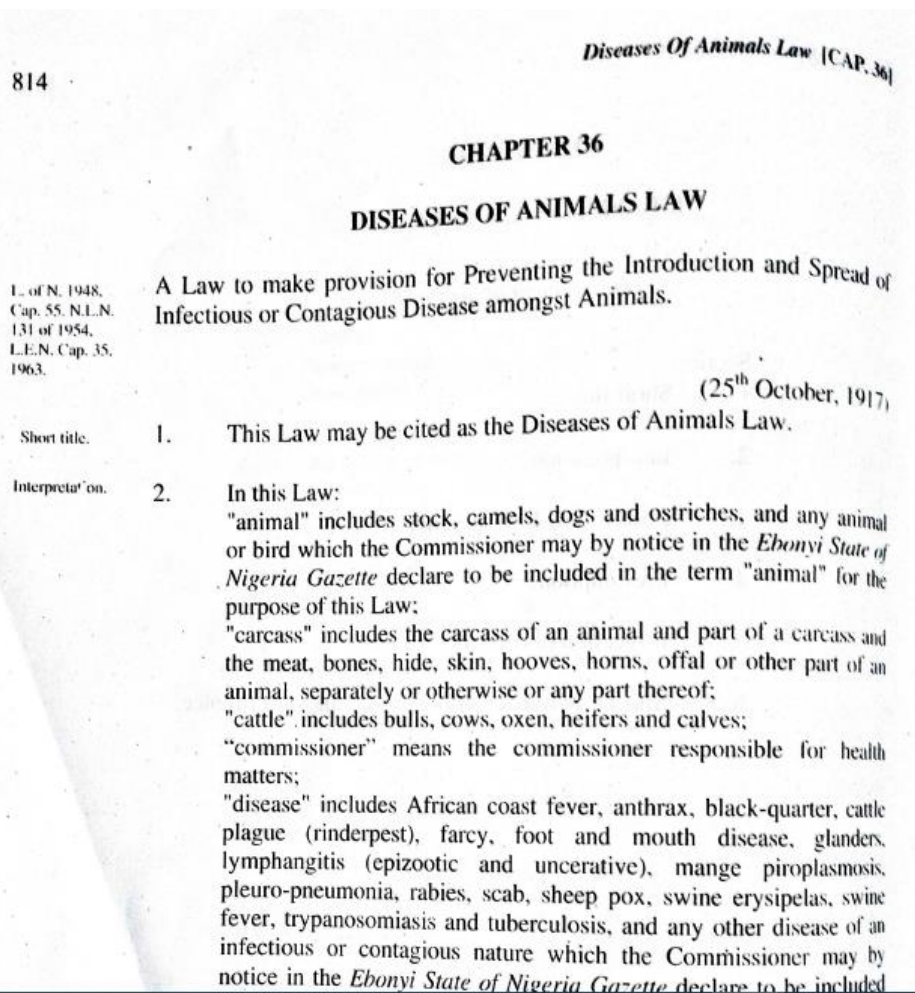 Diseases Of Animals Law [CAP. 36]
814
CHAPTER 36
DISEASES OF ANIMALS LAW
L. of N. 1948,
Cap. 55. N.L.N.
131 of 1954,
L.E.N. Cap. 35,
1963.
A Law to make provision for Preventing the Introduction and Spread of
Infectious or Contagious Disease amongst Animals.
(25th October, 1917)
Short title.
1. This Law may be cited as the Diseases of Animals Law.
Interpretation.
2. In this Law:
"animal" includes stock, camels, dogs and ostriches, and any animal
or bird which the Commissioner may by notice in the Ebonyi State of
Nigeria Gazette declare to be included in the term "animal" for the
purpose of this Law;
"carcass" includes the carcass of an animal and part of a carcass and
the meat, bones, hide, skin, hooves, horns, offal or other part of an
animal, separately or otherwise or any part thereof;
"cattle" includes bulls, cows, oxen, heifers and calves;
“commissioner” means the commissioner responsible for health
matters;
"disease" includes African coast fever, anthrax, black-quarter, cattle
plague (rinderpest), farcy, foot and mouth disease, glanders,
lymphangitis (epizootic and uncerative), mange piroplasmosis,
pleuro-pneumonia, rabies, scab, sheep pox, swine erysipelas, swine
fever, trypanosomiasis and tuberculosis, and any other disease of an
infectious or contagious nature which the Commissioner may by
notice in the Ebonyi State of Nigeria Gazette declare to be included